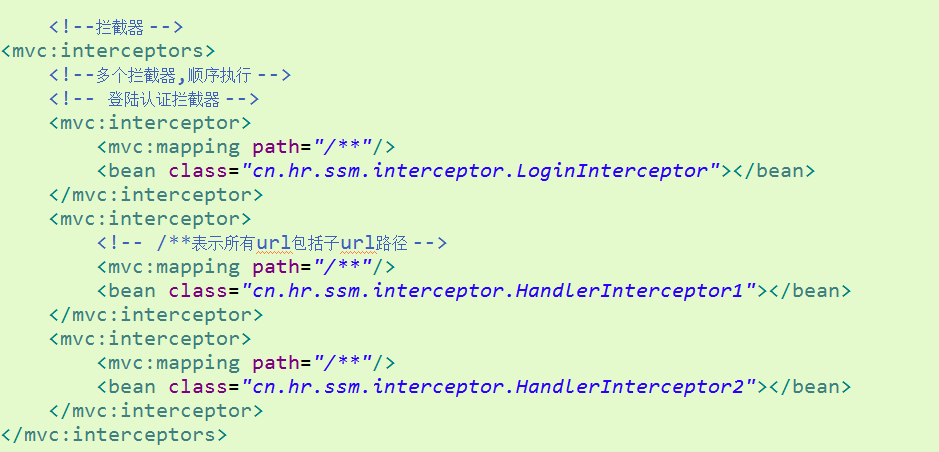 <!--拦截器 -->
<mvc:interceptors>
<!--多个拦截器,顺序执行 -->
<!-- 登陆认证拦截器 -->
<mvc:interceptor>
<mvc:mapping path="/**"/>
<bean class="cn.hr.ssm.interceptor.LoginInterceptor"></bean>
</mvc:interceptor>
<mvc:interceptor>
<!-- /**表示所有url包括子url路径 -->
<mvc:mapping path="/**"/>
<bean class="cn.hr.ssm.interceptor.HandlerInterceptor1"></bean>
</mvc:interceptor>
<mvc:interceptor>
<mvc:mapping path="/**"/>
<bean class="cn.hr.ssm.interceptor.HandlerInterceptor2"></bean>
</mvc:interceptor>
</mvc:interceptors>